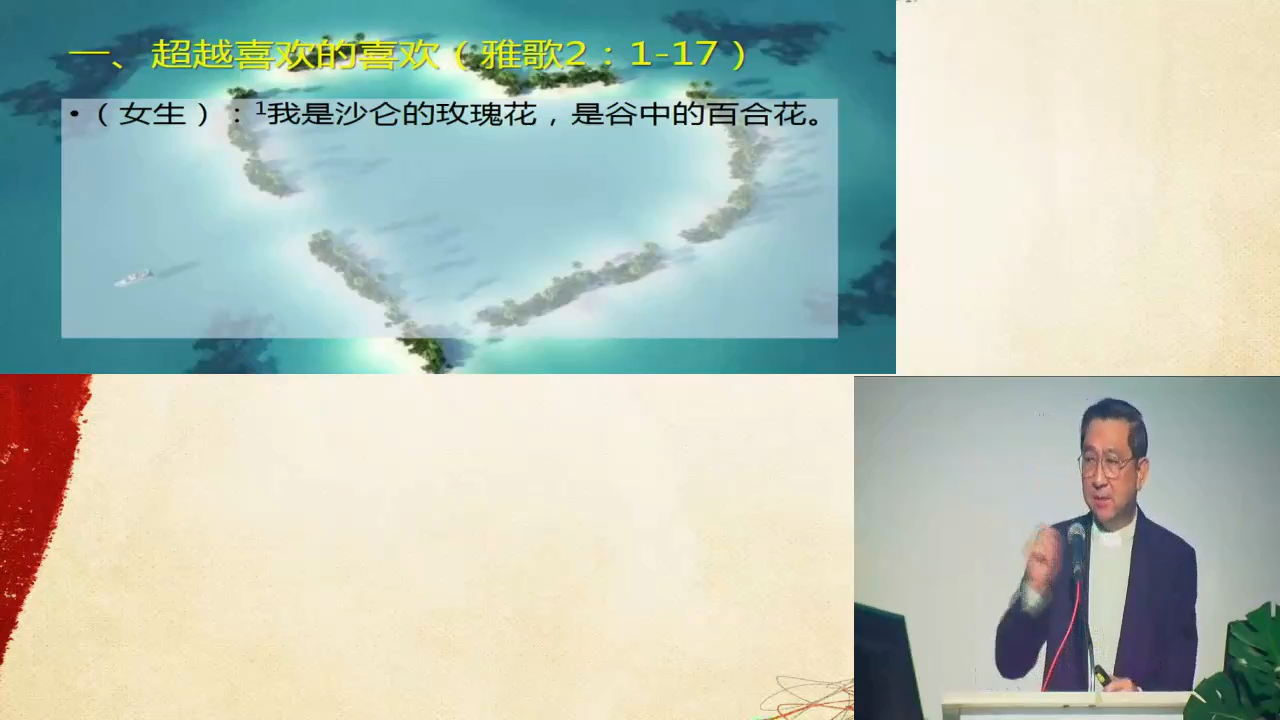 一、超越喜欢的喜欢（雅歌2：1-17）
•（女生）：¹我是沙仑的玫瑰花，是谷中的百合花。